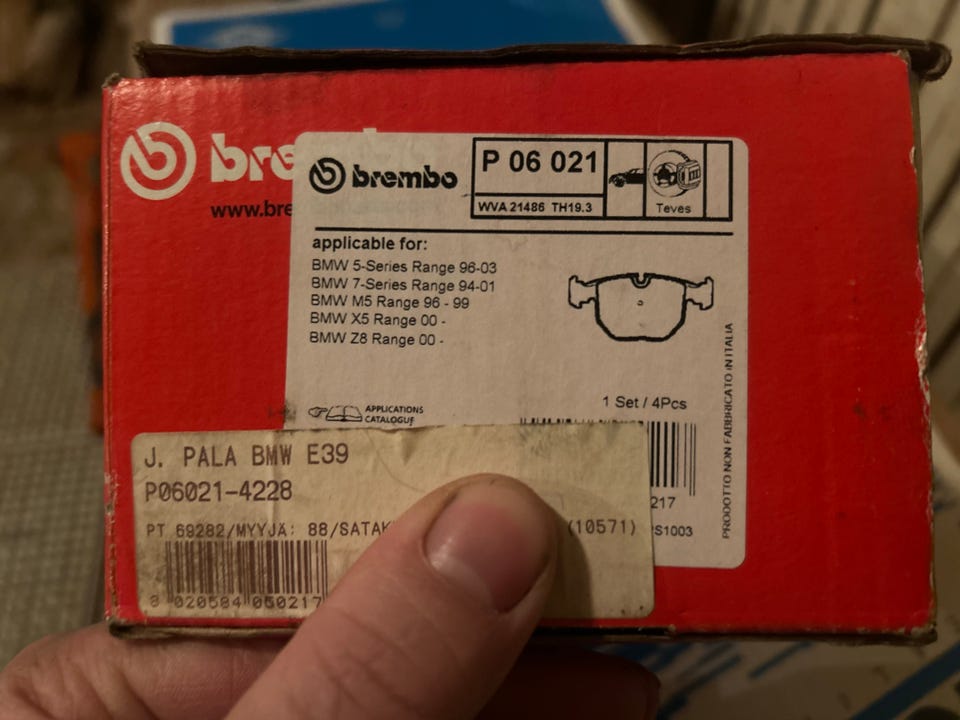 bre
www.bre
brembo
P 06 021
WVA 21486 TH19.3
Teves
applicable for:
BMW 5-Series Range 96-03
BMW 7-Series Range 94-01
BMW M5 Range 96 - 99
BMW X5 Range 00 -
BMW Z8 Range 00 -
1 Set / 4Pcs
APPLICATIONS
CATALOGUE
PRODOTTO NON FABBRICATO IN ITALIA
217
S1003
J. PALA BMW E39
P06021-4228
PT 69282/MYYJÄ: 88/SATAK
(10571)
8 020584 050217